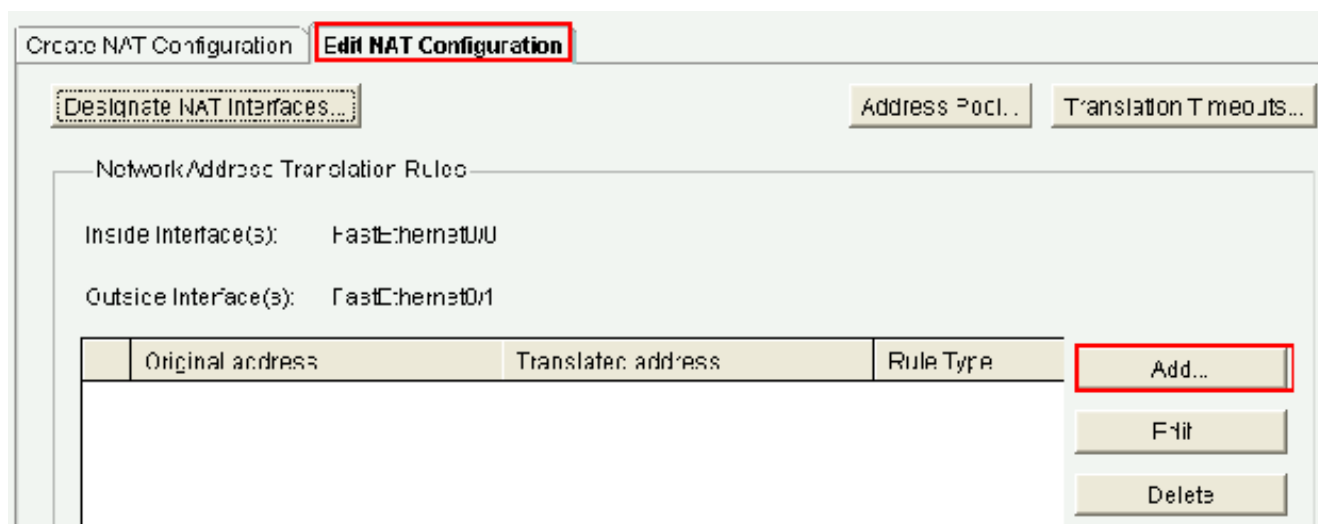 Create NAT Configuration Edit NAT Configuration
Designate NAT Interfaces... Address Pool... Translation Timeouts...
Network Address Translation Rules
Inside Interface(s): FastEthernet0/0
Outside Interface(s): FastEthernet0/1
Original address Translated address Rule Type Add...
Edit
Delete